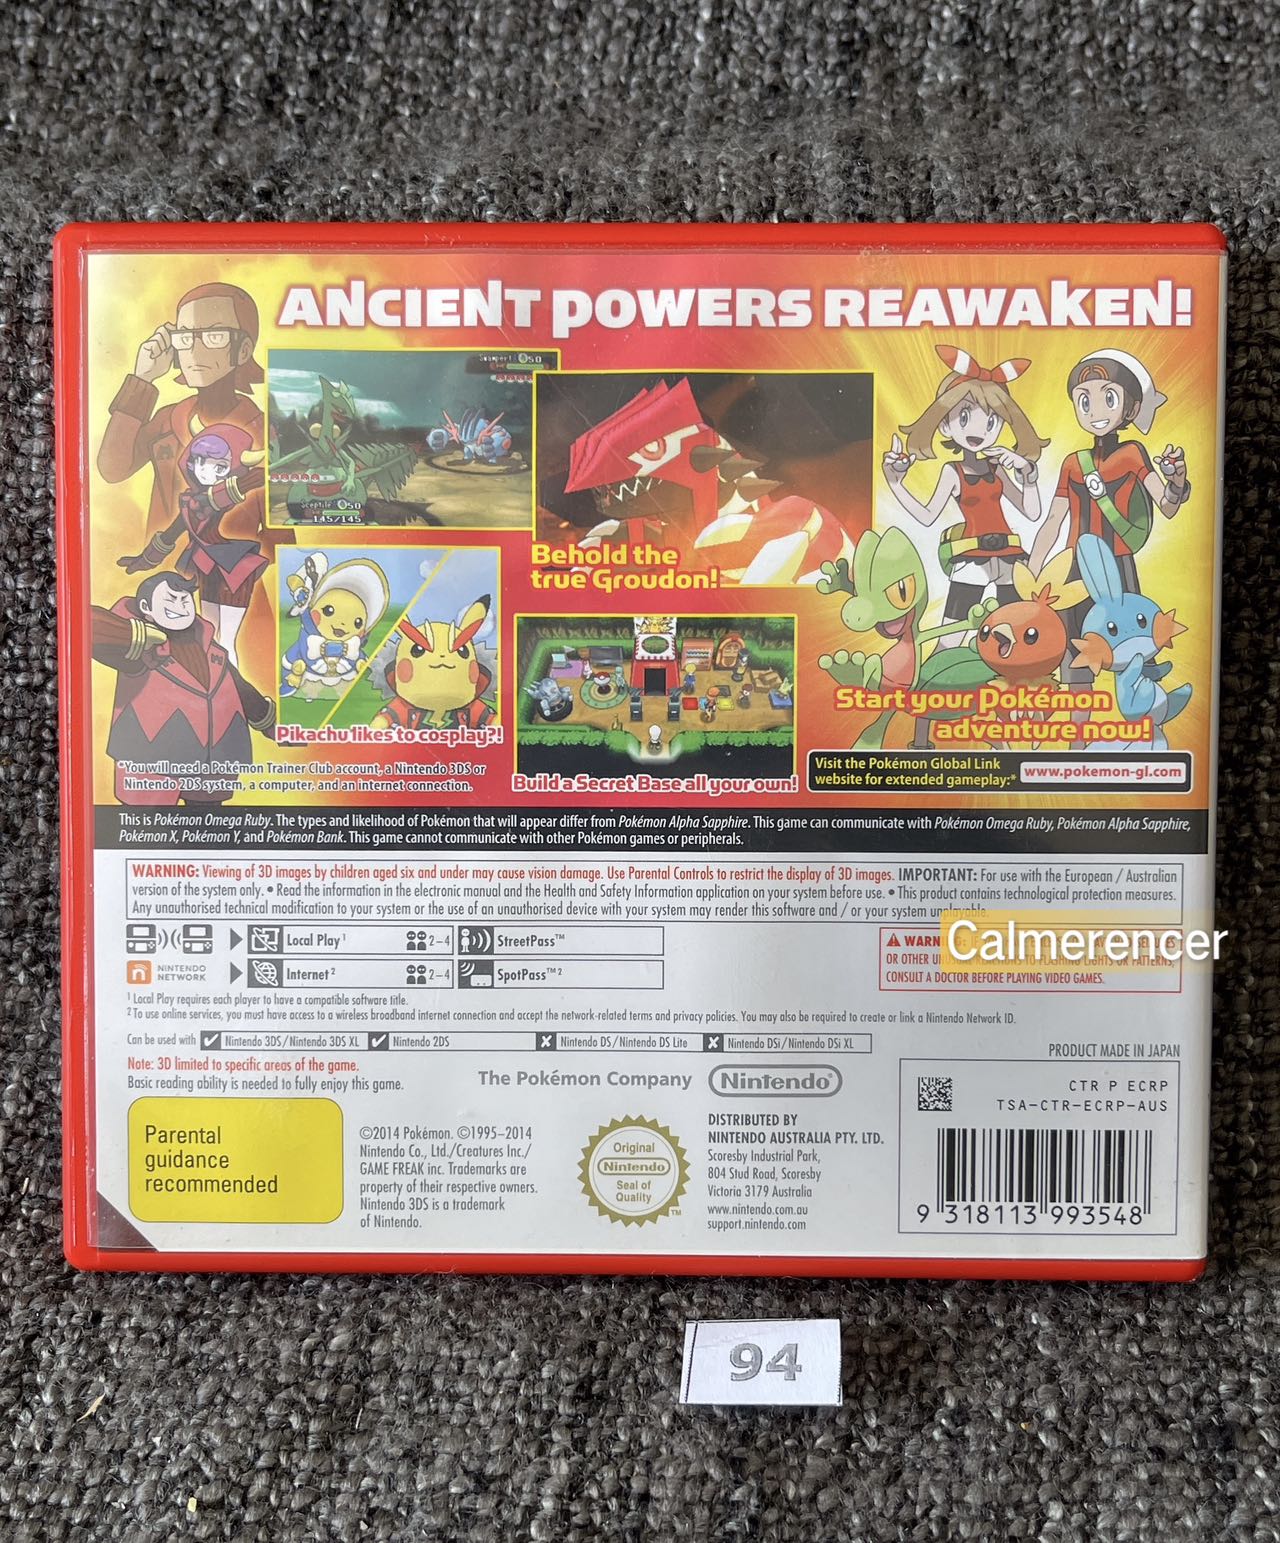 ANCIENT POWERS REAWAKEN!
Swampert 50
Sceptile 50
145/145
Behold the
true Groudon!
Pikachu likes to cosplay?!
Build a Secret Base all your own!
Start your Pokémon
adventure now!
*You will need a Pokémon Trainer Club account, a Nintendo 3DS or
Nintendo 2DS system, a computer, and an internet connection.
Visit the Pokémon Global Link
website for extended gameplay:*
www.pokemon-gl.com
This is Pokémon Omega Ruby. The types and likelihood of Pokémon that will appear differ from Pokémon Alpha Sapphire. This game can communicate with Pokémon Omega Ruby, Pokémon Alpha Sapphire,
Pokémon X, Pokémon Y, and Pokémon Bank. This game cannot communicate with other Pokémon games or peripherals.
WARNING: Viewing of 3D images by children aged six and under may cause vision damage. Use Parental Controls to restrict the display of 3D images. IMPORTANT: For use with the European / Australian
version of the system only. • Read the information in the electronic manual and the Health and Safety Information application on your system before use. • This product contains technological protection measures.
Any unauthorised technical modification to your system or the use of an unauthorised device with your system may render this software and / or your system unplayable.
Local Play¹ 2–4 StreetPass™
NINTENDO
NETWORK
Internet² 2–4 SpotPass™²
WARN
Calmerencer
OR OTHER TO FLASHING LIGHTS OR PATTERNS,
CONSULT A DOCTOR BEFORE PLAYING VIDEO GAMES.
¹ Local Play requires each player to have a compatible software title.
² To use online services, you must have access to a wireless broadband internet connection and accept the network-related terms and privacy policies. You may also be required to create or link a Nintendo Network ID.
Can be used with Nintendo 3DS/Nintendo 3DS XL Nintendo 2DS Nintendo DS/Nintendo DS Lite Nintendo DSi/Nintendo DSi XL
Note: 3D limited to specific areas of the game.
Basic reading ability is needed to fully enjoy this game.
The Pokémon Company Nintendo®
PRODUCT MADE IN JAPAN
CTR P ECRP
TSA-CTR-ECRP-AUS
Parental
guidance
recommended
©2014 Pokémon. ©1995–2014
Nintendo Co., Ltd./Creatures Inc./
GAME FREAK inc. Trademarks are
property of their respective owners.
Nintendo 3DS is a trademark
of Nintendo.
Original
Nintendo
Seal of
Quality
TM
DISTRIBUTED BY
NINTENDO AUSTRALIA PTY. LTD.
Scoresby Industrial Park,
804 Stud Road, Scoresby
Victoria 3179 Australia
www.nintendo.com.au
support.nintendo.com
9 318113 993548
94